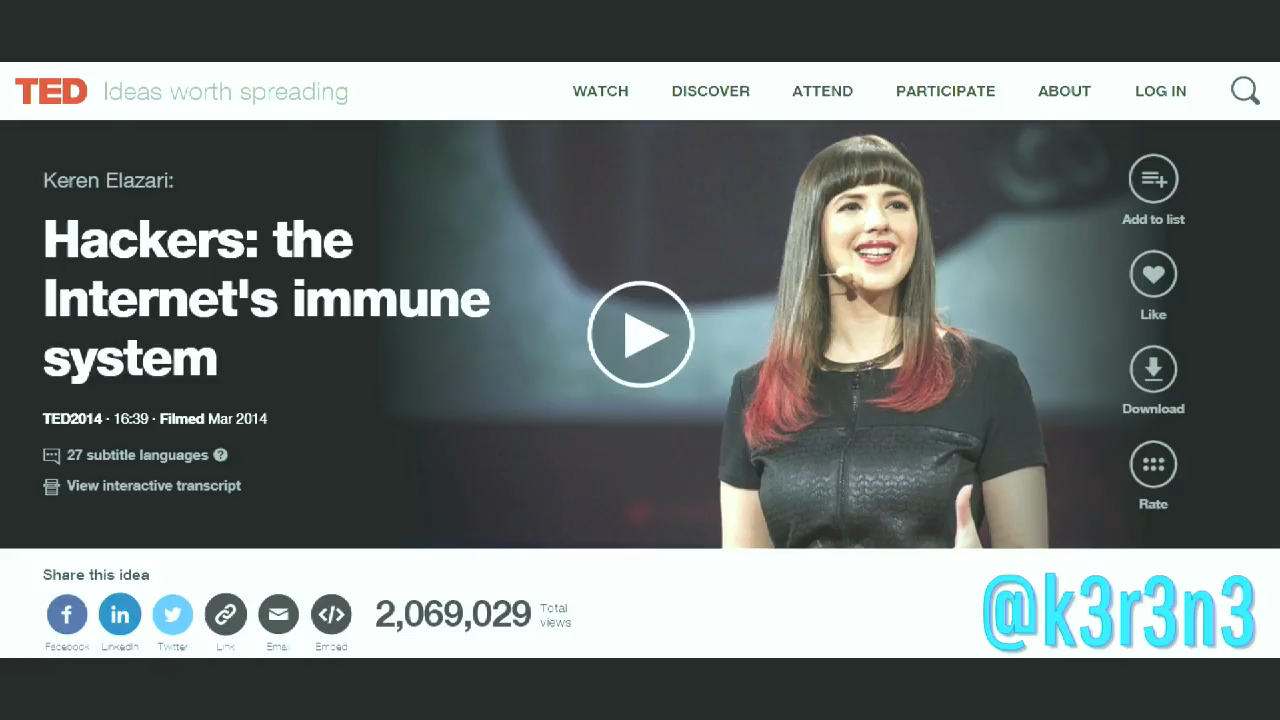 TED Ideas worth spreading
WATCH DISCOVER ATTEND PARTICIPATE ABOUT LOG IN
Keren Elazari:
Hackers: the
Internet's immune
system
TED2014 · 16:39 · Filmed Mar 2014
27 subtitle languages ?
View interactive transcript
Add to list
Like
Download
Rate
Share this idea
f in
Facebook LinkedIn Twitter Link Email Embed
2,069,029 Total
views
@k3r3n3